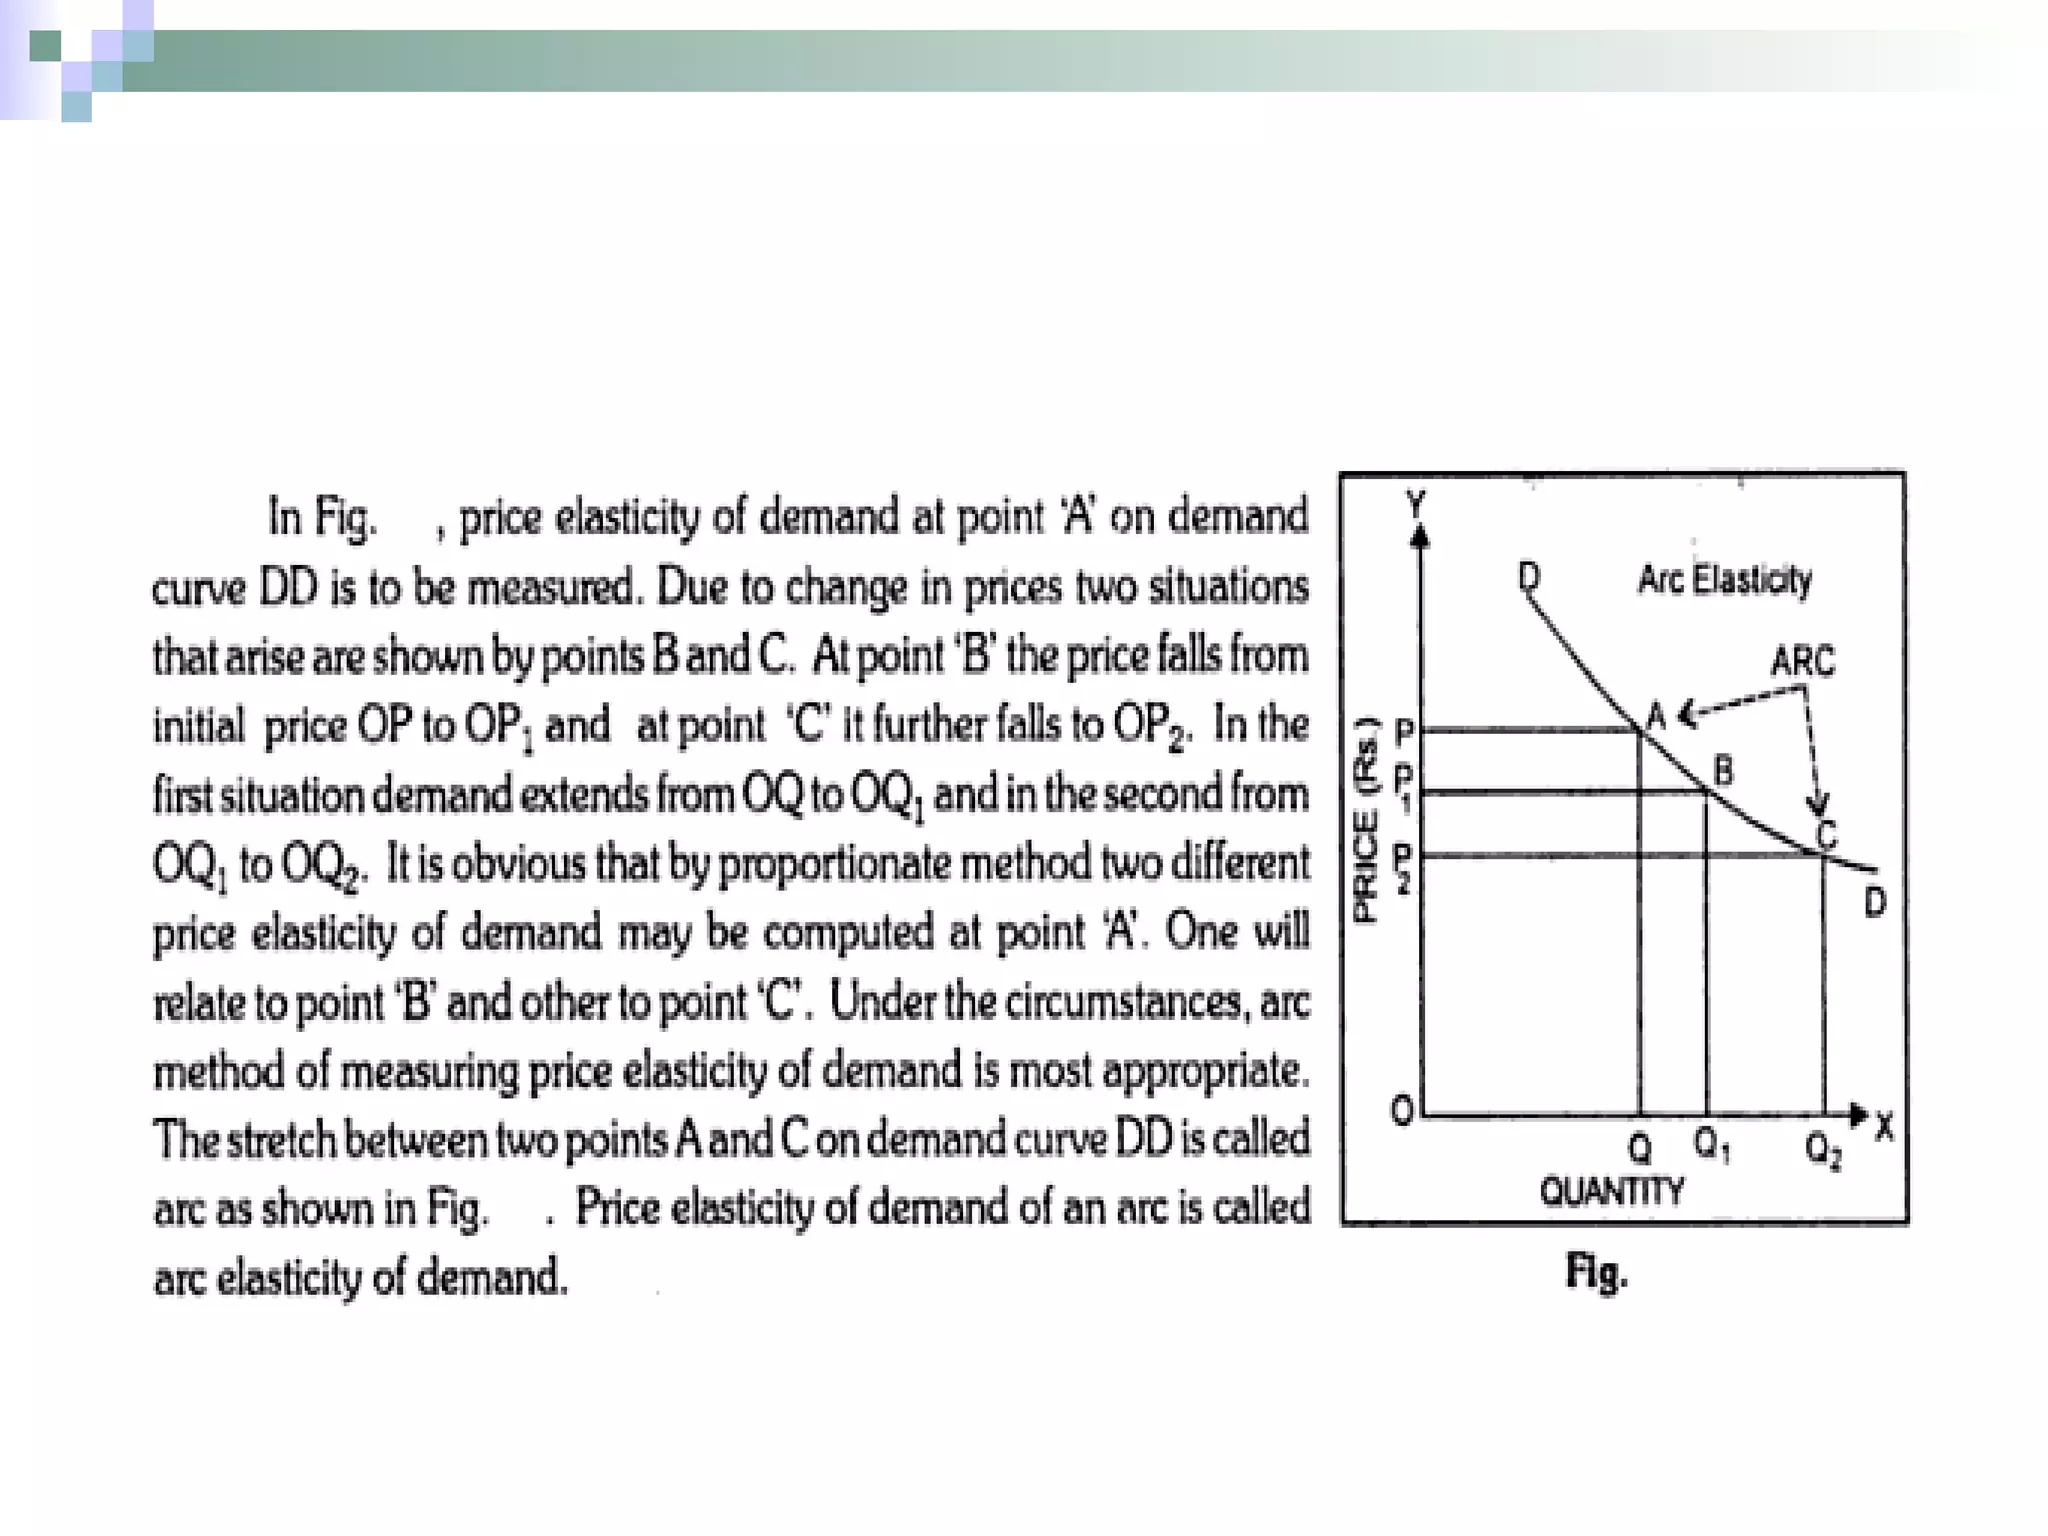 In Fig. , price elasticity of demand at point ‘A’ on demand
curve DD is to be measured. Due to change in prices two situations
that arise are shown by points B and C. At point ‘B’ the price falls from
initial price OP to OP₁ and at point ‘C’ it further falls to OP₂. In the
first situation demand extends from OQ to OQ₁ and in the second from
OQ₁ to OQ₂. It is obvious that by proportionate method two different
price elasticity of demand may be computed at point ‘A’. One will
relate to point ‘B’ and other to point ‘C’. Under the circumstances, arc
method of measuring price elasticity of demand is most appropriate.
The stretch between two points A and C on demand curve DD is called
arc as shown in Fig. . Price elasticity of demand of an arc is called
arc elasticity of demand.
Y
D Arc Elasticity
ARC
A
P
B
P₁
C
P₂
D
PRICE (Rs.)
O
X
Q Q₁ Q₂
QUANTITY
Fig.